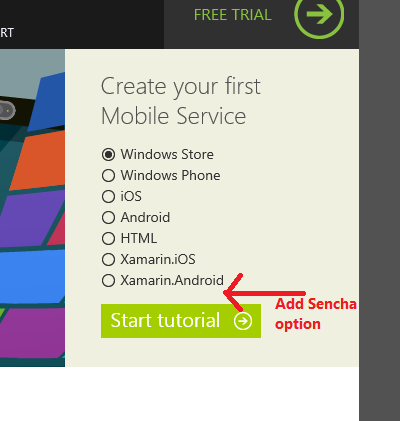 FREE TRIAL
RT
Create your first
Mobile Service
Windows Store
Windows Phone
iOS
Android
HTML
Xamarin.iOS
Xamarin.Android
Add Sencha
option
Start tutorial